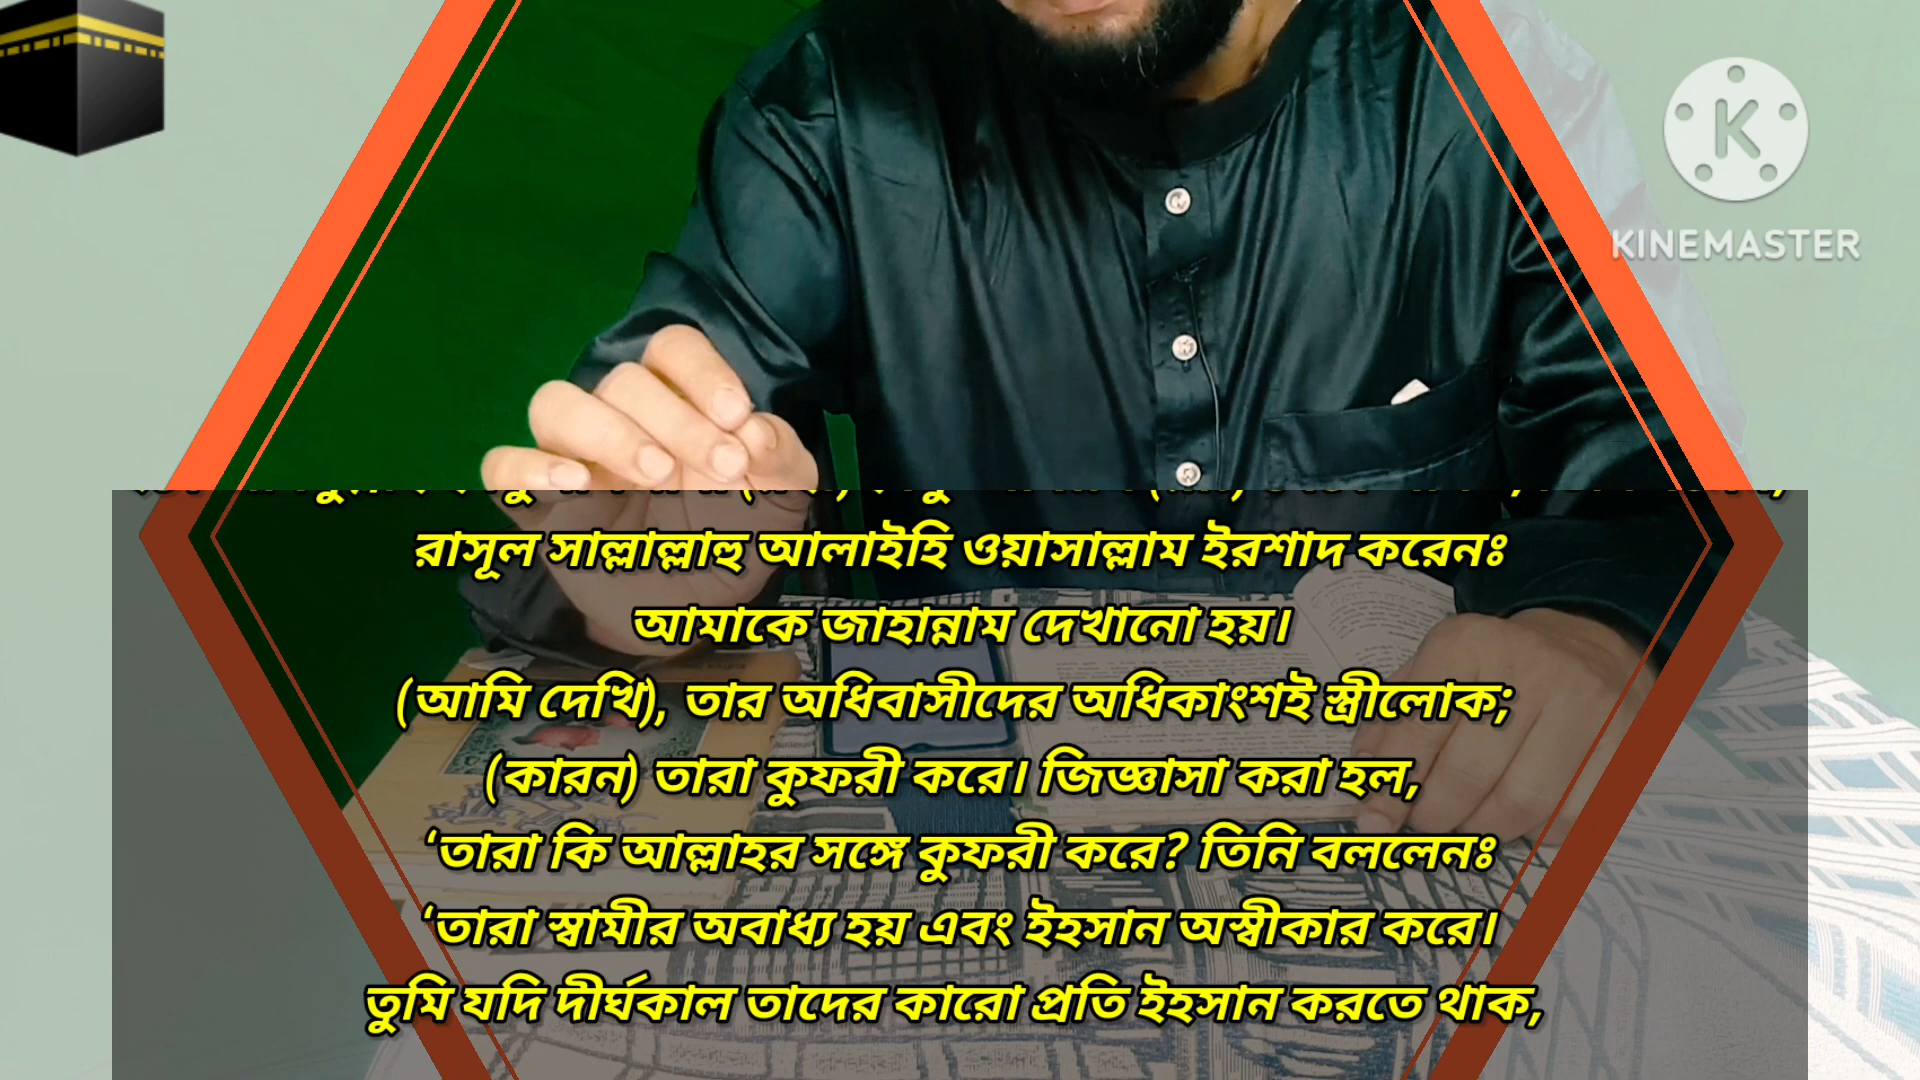 KINEMASTER
রাসূল সাল্লাল্লাহু আলাইহি ওয়াসাল্লাম ইরশাদ করেনঃ
আমাকে জাহান্নাম দেখানো হয়।
(আমি দেখি), তার অধিবাসীদের অধিকাংশই স্ত্রীলোক;
(কারন) তারা কুফরী করে। জিজ্ঞাসা করা হল,
‘তারা কি আল্লাহর সঙ্গে কুফরী করে? তিনি বললেনঃ
‘তারা স্বামীর অবাধ্য হয় এবং ইহসান অস্বীকার করে।
তুমি যদি দীর্ঘকাল তাদের কারো প্রতি ইহসান করতে থাক,